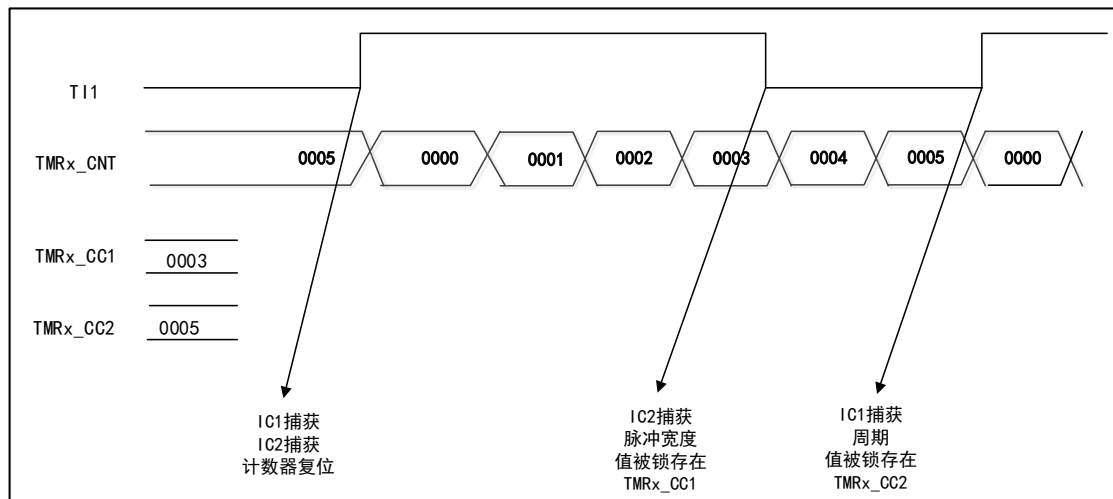 TI1
TMRx_CNT
0005 0000 0001 0002 0003 0004 0005 0000
TMRx_CC1
0003
TMRx_CC2
0005
IC1捕获
IC2捕获
计数器复位
IC2捕获
脉冲宽度
值被锁存在
TMRx_CC1
IC1捕获
周期
值被锁存在
TMRx_CC2